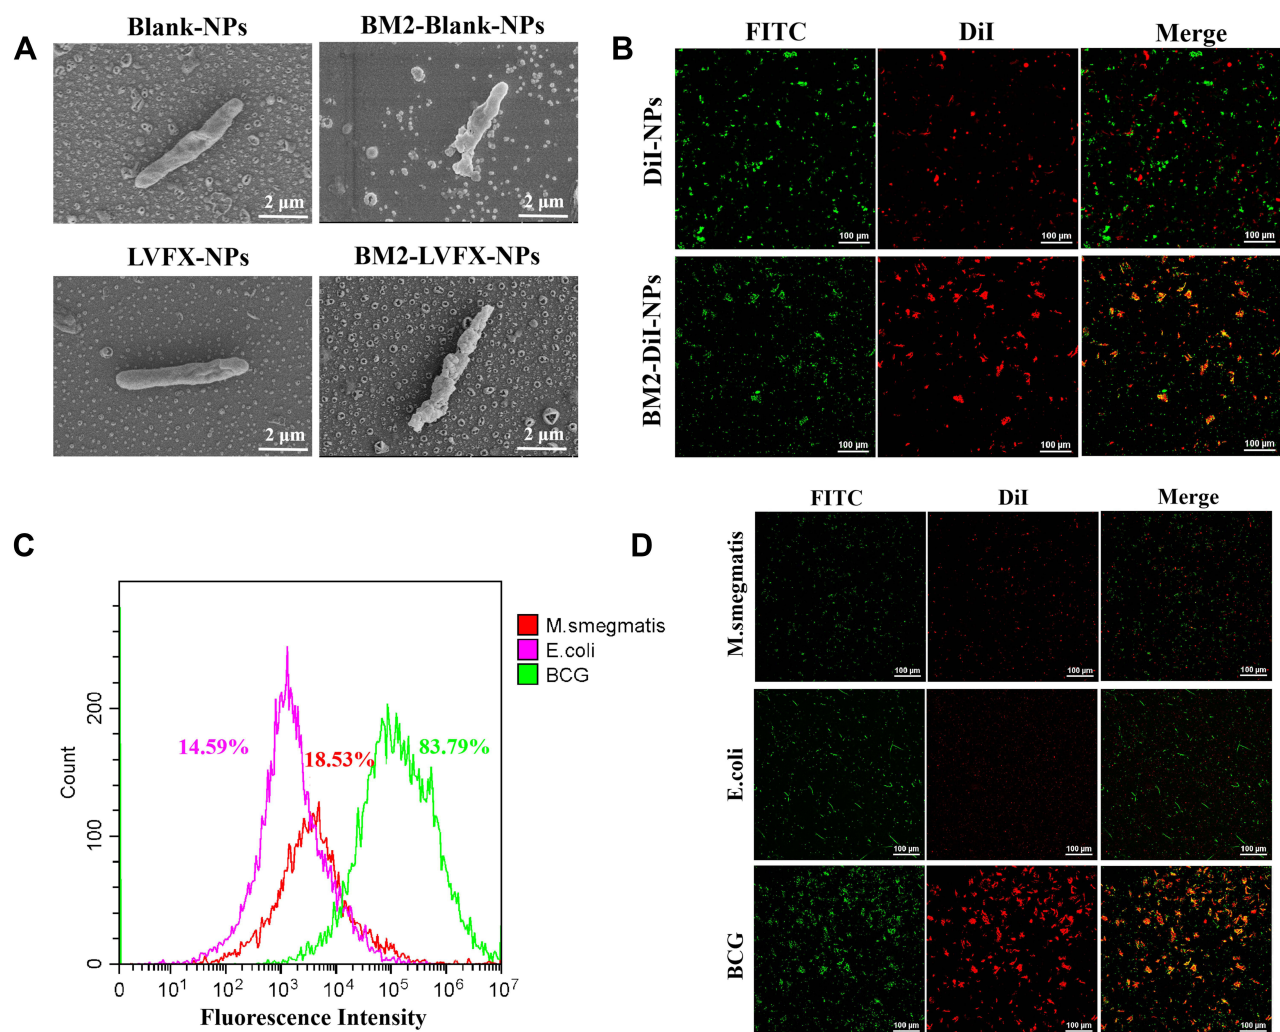 A
Blank-NPs
BM2-Blank-NPs
2 μm
2 μm
LVFX-NPs
BM2-LVFX-NPs
2 μm
2 μm
B
FITC
DiI
Merge
DiI-NPs
100 μm
100 μm
100 μm
BM2-DiI-NPs
100 μm
100 μm
100 μm
C
M.smegmatis
E.coli
BCG
200
100
0
Count
14.59%
18.53%
83.79%
0
10¹
10²
10³
10⁴
10⁵
10⁶
10⁷
Fluorescence Intensity
D
FITC
DiI
Merge
M.smegmatis
100 μm
100 μm
100 μm
E.coli
100 μm
100 μm
100 μm
BCG
100 μm
100 μm
100 μm